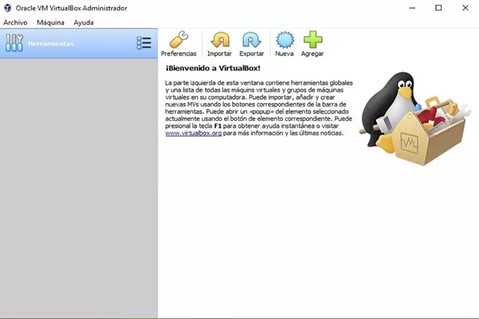 Oracle VM VirtualBox Administrador
Archivo Máquina Ayuda
Herramientas
Preferencias Importar Exportar Nueva Agregar
¡Bienvenido a VirtualBox!
La parte izquierda de esta ventana contiene herramientas globales
y una lista de todas las máquinas virtuales y grupos de máquinas
virtuales en su computadora. Puede importar, añadir y crear
nuevas MVs usando los botones correspondientes de la barra de
herramientas. Puede abrir un «popup» del elemento seleccionado
actualmente usando el botón de elemento correspondiente. Puede
presional la tecla F1 para obtener ayuda instantánea o visitar
www.virtualbox.org para más información y las últimas noticias.